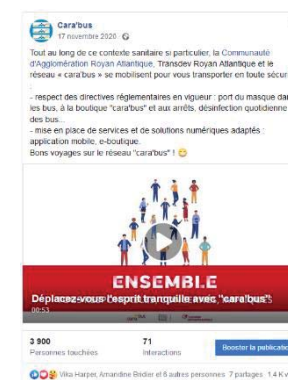 Cara'bus
17 novembre 2020
Tout au long de ce contexte sanitaire si particulier, la Communauté
d'Agglomération Royan Atlantique, Transdev Royan Atlantique et le
réseau « cara'bus » se mobilisent pour vous transporter en toute sécur
:
- respect des directives réglementaires en vigueur : port du masque dan
les bus, à la boutique "cara'bus" et aux arrêts, désinfection quotidienne
des bus...
- mise en place de services et de solutions numériques adaptés :
application mobile, e-boutique.
Bons voyages sur le réseau "cara'bus" !
ENSEMBLE
Déplacez-vous l'esprit tranquille avec "cara'bus"
00:53
3 900
Personnes touchées
71
Interactions
Booster la publication
Vika Harper, Amandine Bridier et 6 autres personnes 7 partages 1,4 K v